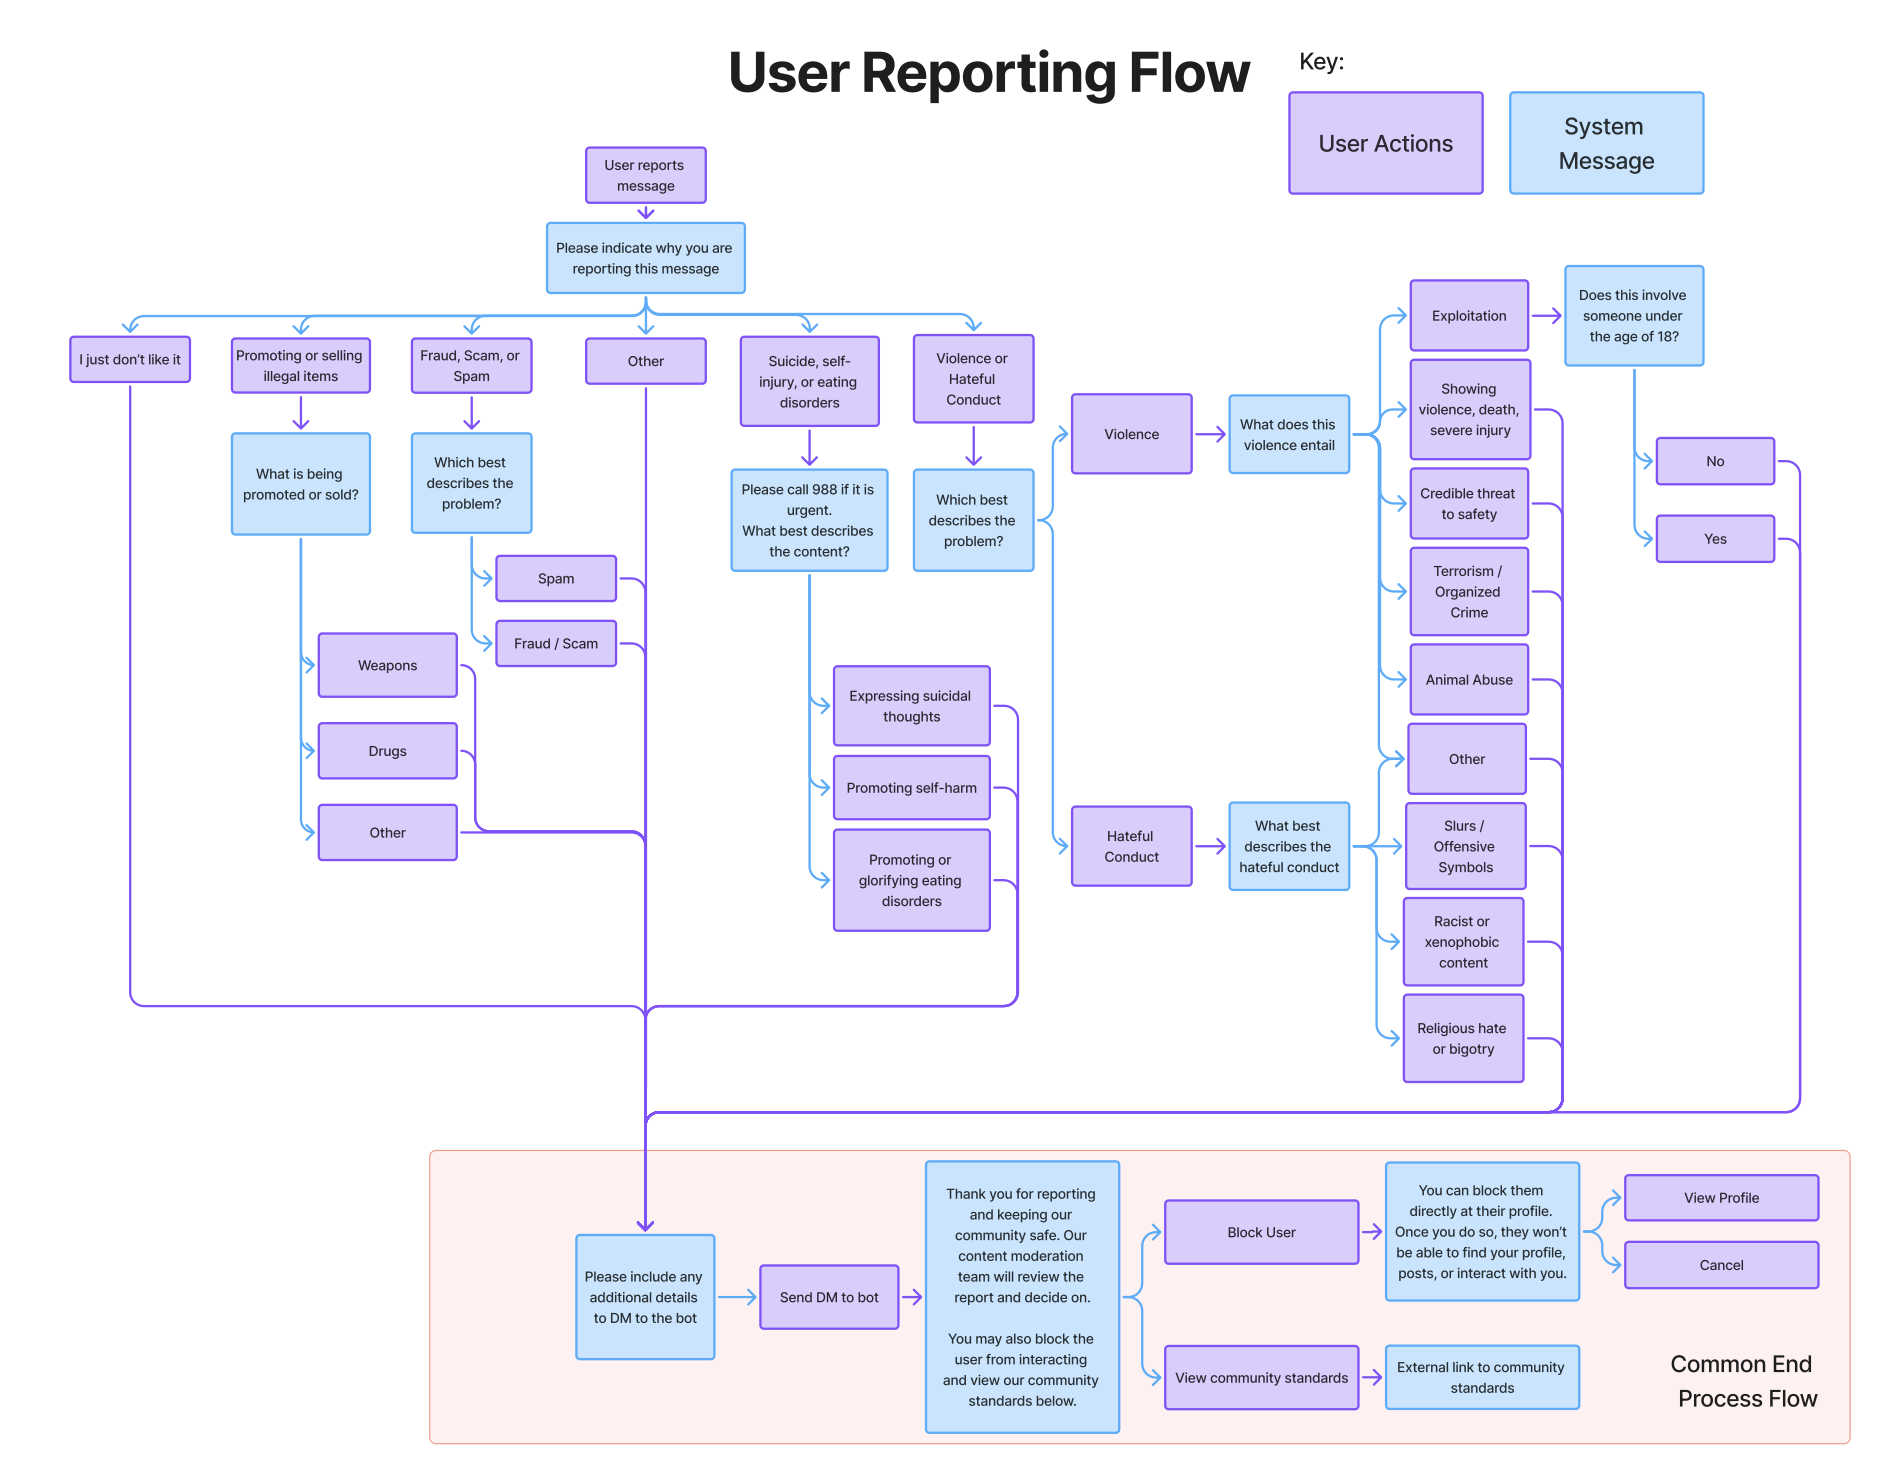 User Reporting Flow
Key:
User Actions
System
Message
User reports
message
Please indicate why you are
reporting this message
I just don't like it
Promoting or selling
illegal items
Fraud, Scam, or
Spam
Other
Suicide, self-
injury, or eating
disorders
Violence or
Hateful
Conduct
What is being
promoted or sold?
Which best
describes the
problem?
Please call 988 if it is
urgent.
What best describes
the content?
Which best
describes the
problem?
Spam
Fraud / Scam
Weapons
Drugs
Other
Expressing suicidal
thoughts
Promoting self-harm
Promoting or
glorifying eating
disorders
Violence
What does this
violence entail
Hateful
Conduct
What best
describes the
hateful conduct
Exploitation
Showing
violence, death,
severe injury
Credible threat
to safety
Terrorism /
Organized
Crime
Animal Abuse
Other
Slurs /
Offensive
Symbols
Racist or
xenophobic
content
Religious hate
or bigotry
Does this involve
someone under
the age of 18?
No
Yes
Please include any
additional details
to DM to the bot
Send DM to bot
Thank you for reporting
and keeping our
community safe. Our
content moderation
team will review the
report and decide on.
You may also block the
user from interacting
and view our community
standards below.
Block User
You can block them
directly at their profile.
Once you do so, they won't
be able to find your profile,
posts, or interact with you.
View Profile
Cancel
View community standards
External link to community
standards
Common End
Process Flow